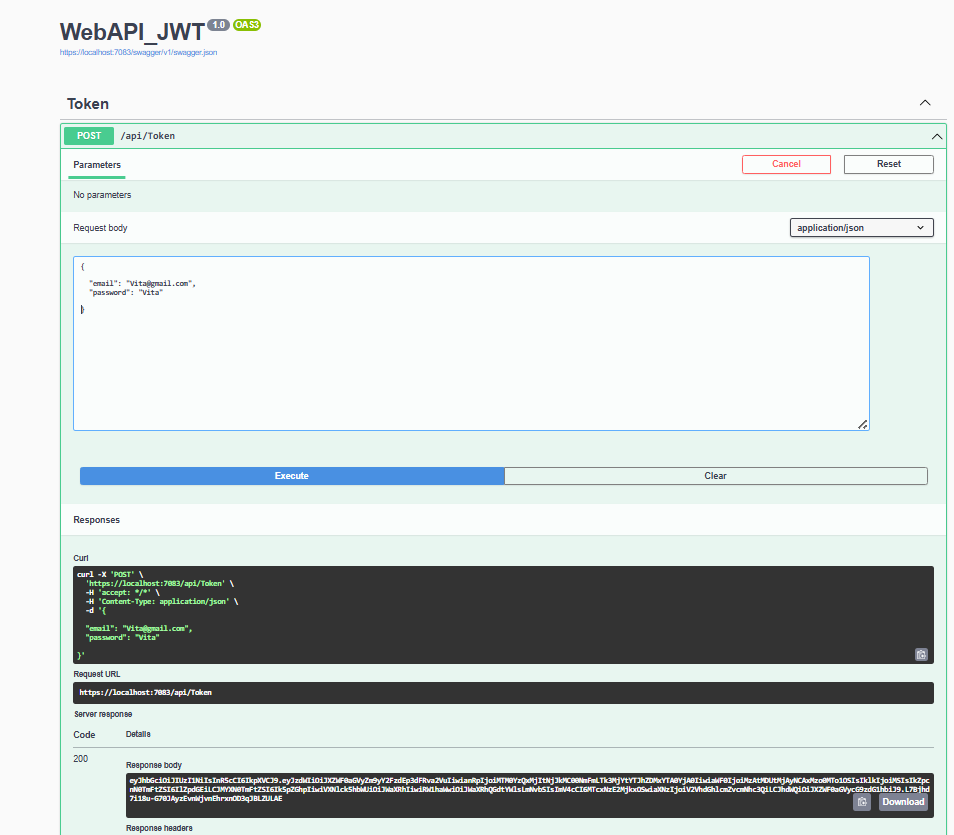 WebAPI_JWT 1.0 OAS3
https://localhost:7083/swagger/v1/swagger.json
Token
POST /api/Token
Parameters Cancel Reset
No parameters
Request body application/json
{
"email": "Vita@gmail.com",
"password": "Vita"
}
Execute Clear
Responses
Curl
curl -X 'POST' \
'https://localhost:7083/api/Token' \
-H 'accept: */*' \
-H 'Content-Type: application/json' \
-d '{
"email": "Vita@gmail.com",
"password": "Vita"
}'
Request URL
https://localhost:7083/api/Token
Server response
Code Details
200
Response body
Download
Response headers